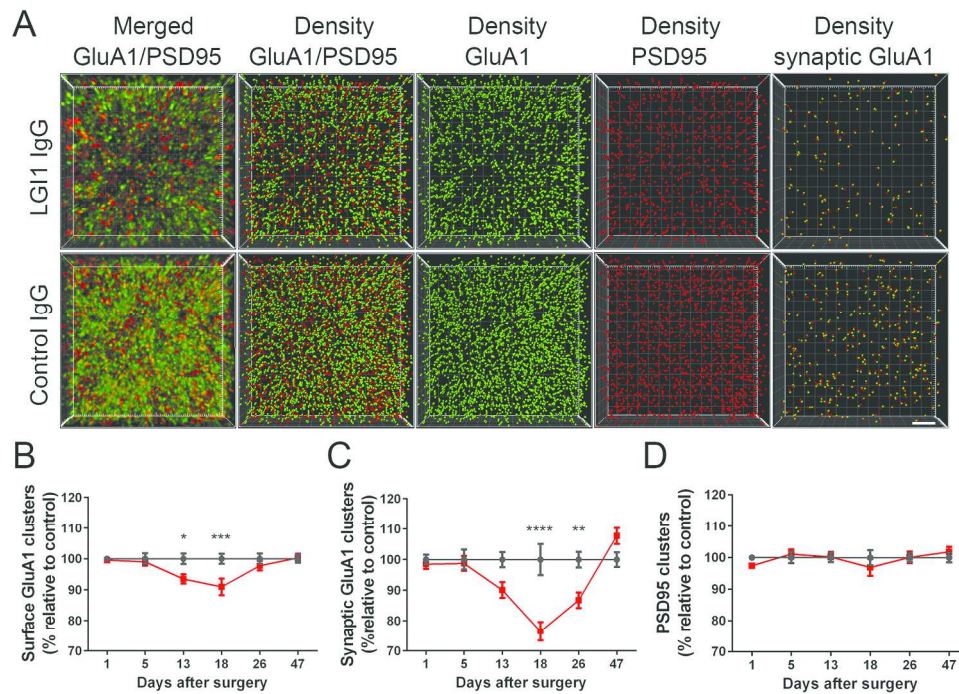 A
Merged
GluA1/PSD95
Density
GluA1/PSD95
Density
GluA1
Density
PSD95
Density
synaptic GluA1
LGI1 IgG
Control IgG
B
Surface GluA1 clusters
(% relative to control)
120
110
100
90
80
70
* ***
1 5 13 18 26 47
Days after surgery
C
Synaptic GluA1 clusters
(%relative to control)
120
110
100
90
80
70
**** **
1 5 13 18 26 47
Days after surgery
D
PSD95 clusters
(% relative to control)
120
110
100
90
80
70
1 5 13 18 26 47
Days after surgery